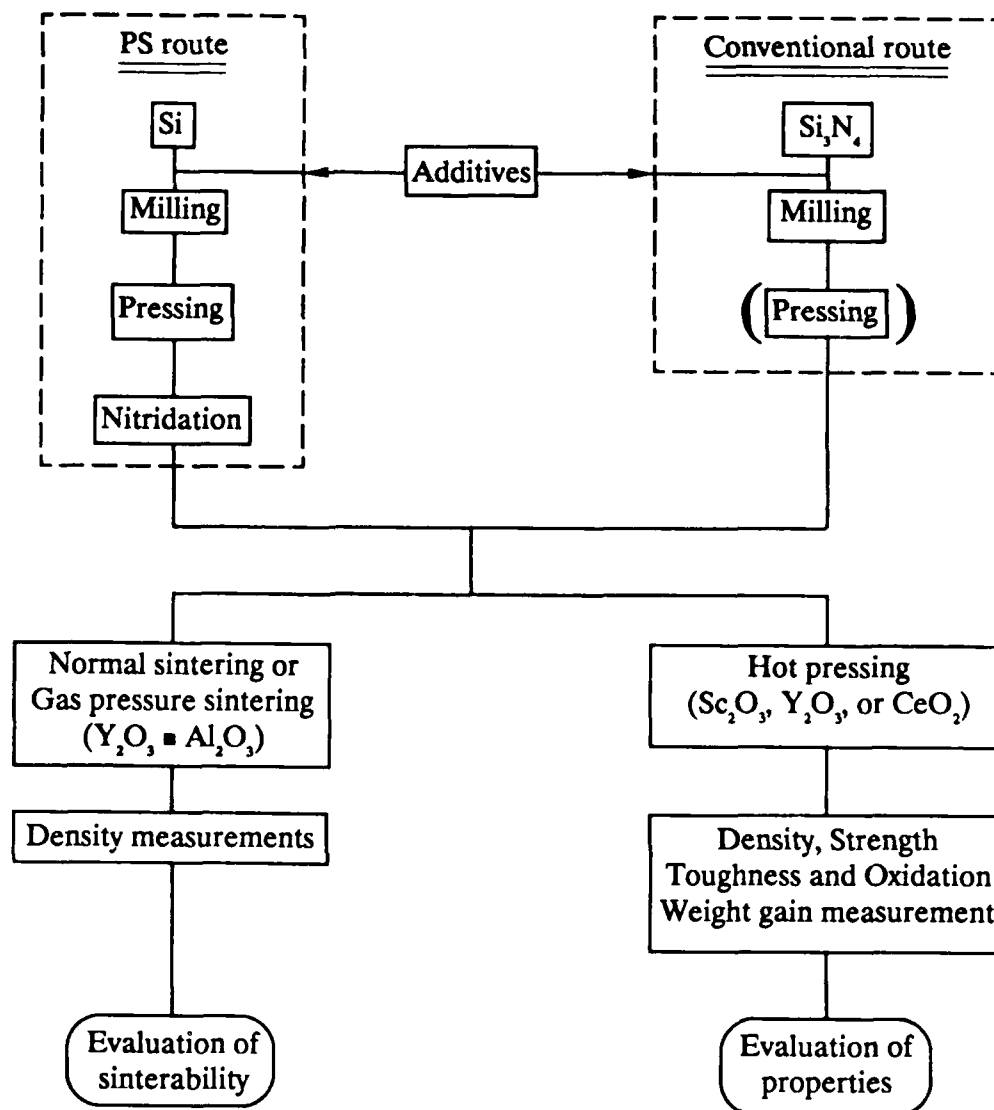 PS route
Conventional route
Si
Si₃N₄
Additives
Milling
Milling
Pressing
(Pressing)
Nitridation
Normal sintering or
Gas pressure sintering
(Y₂O₃ ▪ Al₂O₃)
Hot pressing
(Sc₂O₃, Y₂O₃, or CeO₂)
Density measurements
Density, Strength
Toughness and Oxidation
Weight gain measurement
Evaluation of
sinterability
Evaluation of
properties